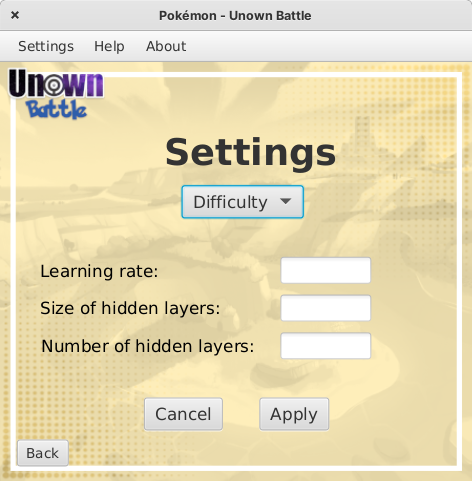 Pokémon - Unown Battle
Settings Help About
Unown
Battle
Settings
Difficulty
Learning rate:
Size of hidden layers:
Number of hidden layers:
Cancel Apply
Back